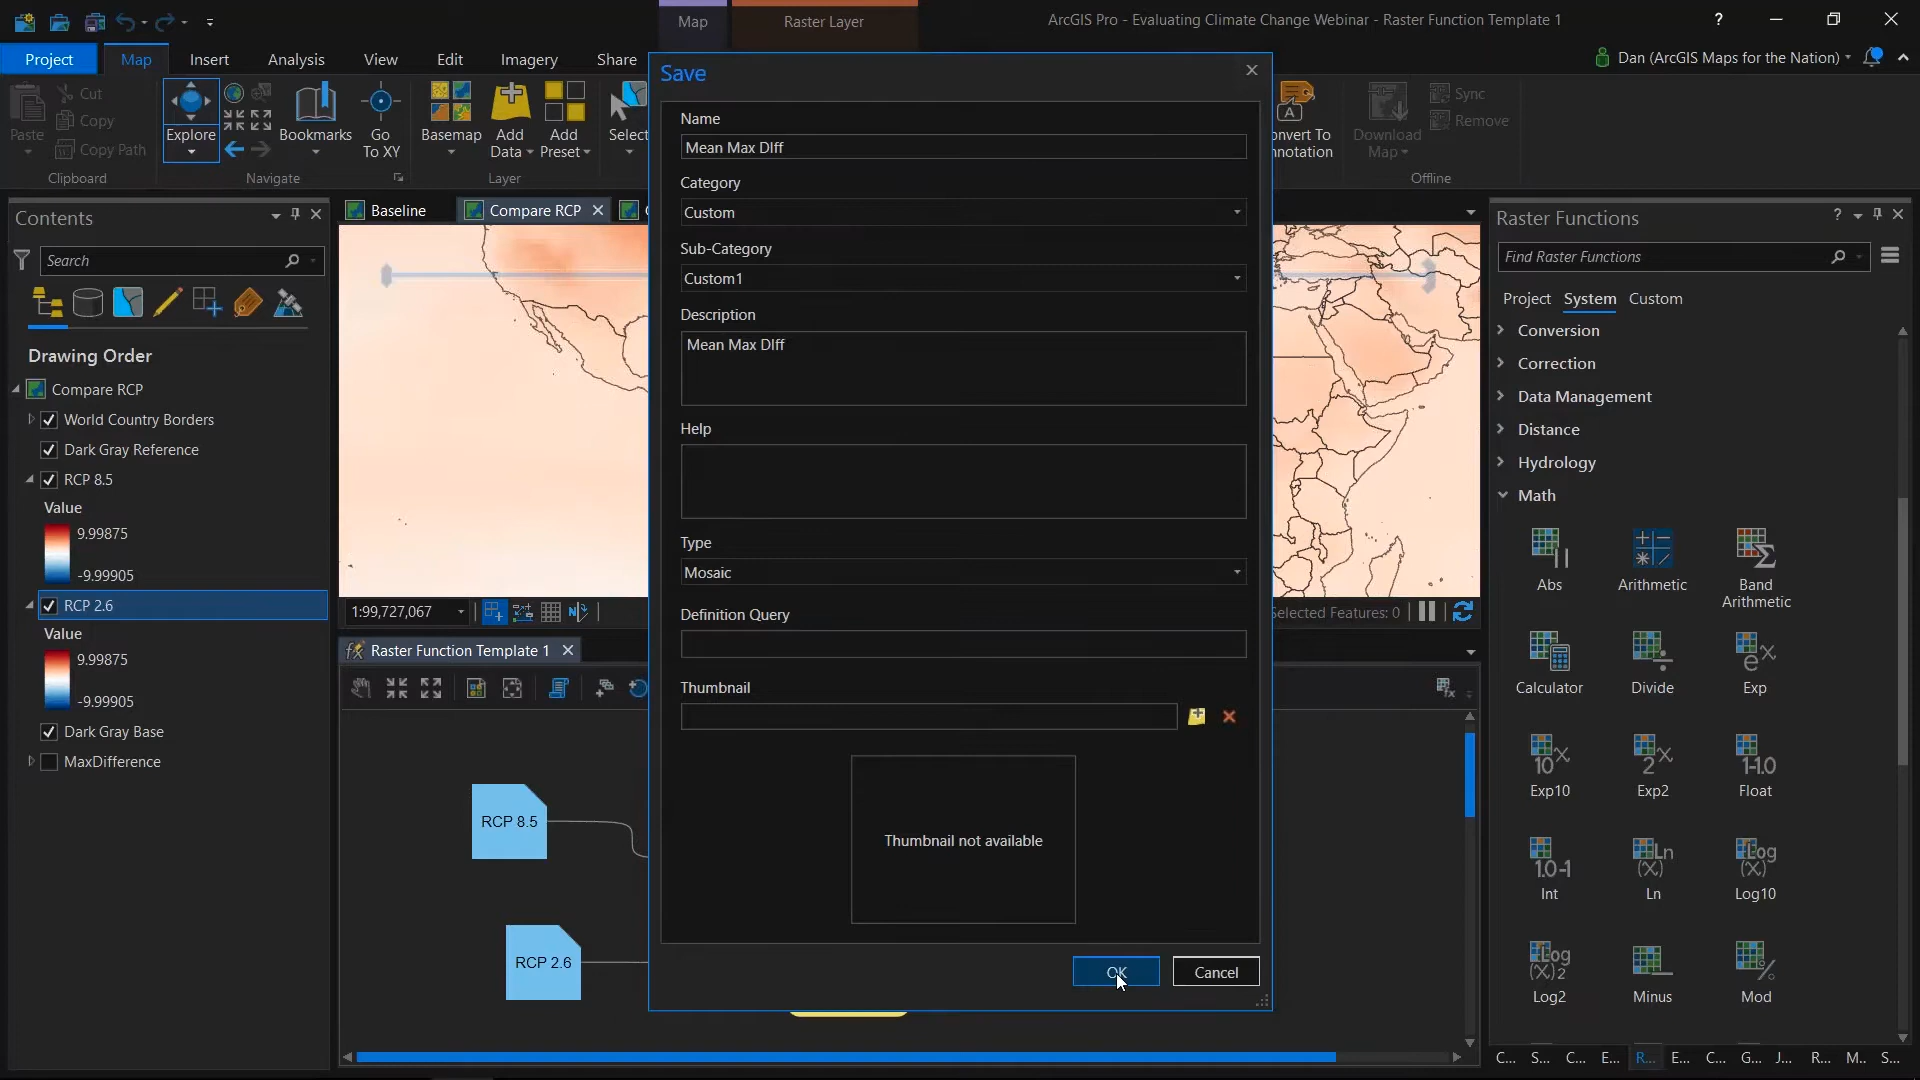 Map
Raster Layer
ArcGIS Pro - Evaluating Climate Change Webinar - Raster Function Template 1
?
Project
Map
Insert
Analysis
View
Edit
Imagery
Share
Dan (ArcGIS Maps for the Nation)
Paste
Cut
Copy
Copy Path
Clipboard
Explore
Bookmarks
Go
To XY
Navigate
Basemap
Add
Data
Add
Preset
Layer
Select
onvert To
nnotation
Download
Map
Sync
Remove
Offline
Contents
Search
Drawing Order
Compare RCP
World Country Borders
Dark Gray Reference
RCP 8.5
Value
9.99875
-9.99905
RCP 2.6
Value
9.99875
-9.99905
Dark Gray Base
MaxDifference
Baseline
Compare RCP
1:99,727,067
Selected Features: 0
Raster Function Template 1
RCP 8.5
RCP 2.6
Save
Name
Mean Max DIff
Category
Custom
Sub-Category
Custom1
Description
Mean Max DIff
Help
Type
Mosaic
Definition Query
Thumbnail
Thumbnail not available
OK
Cancel
Raster Functions
?
Find Raster Functions
Project System Custom
Conversion
Correction
Data Management
Distance
Hydrology
Math
Abs
Arithmetic
Band
Arithmetic
Calculator
Divide
Exp
Exp10
Exp2
Float
Int
Ln
Log10
Log2
Minus
Mod
C... S... C... E... R... E... C... G... J... R... M.. S...